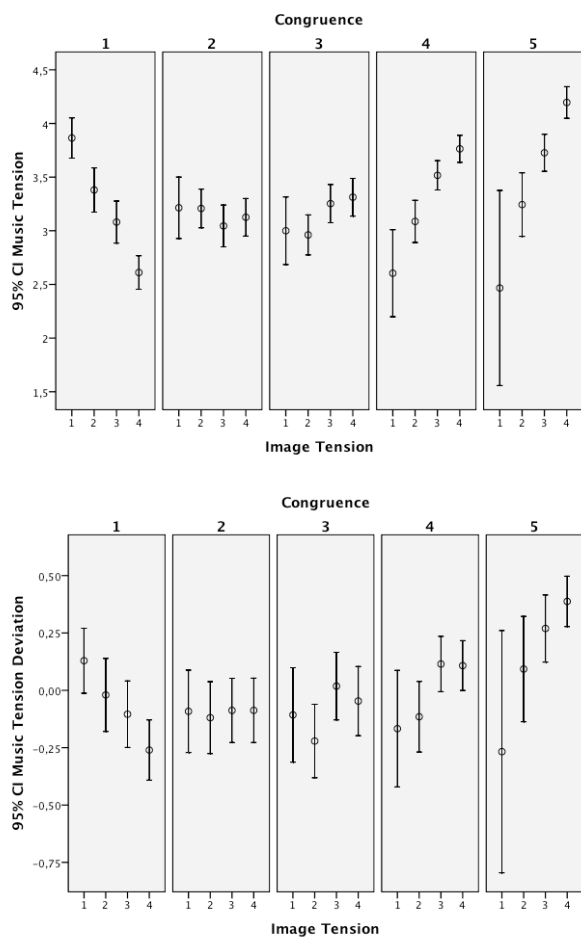 Congruence
1 2 3 4 5
95% CI Music Tension
4,5
4
3,5
3
2,5
2
1,5
1 2 3 4 1 2 3 4 1 2 3 4 1 2 3 4 1 2 3 4
Image Tension
Congruence
1 2 3 4 5
95% CI Music Tension Deviation
0,50
0,25
0,00
-0,25
-0,50
-0,75
1 2 3 4 1 2 3 4 1 2 3 4 1 2 3 4 1 2 3 4
Image Tension